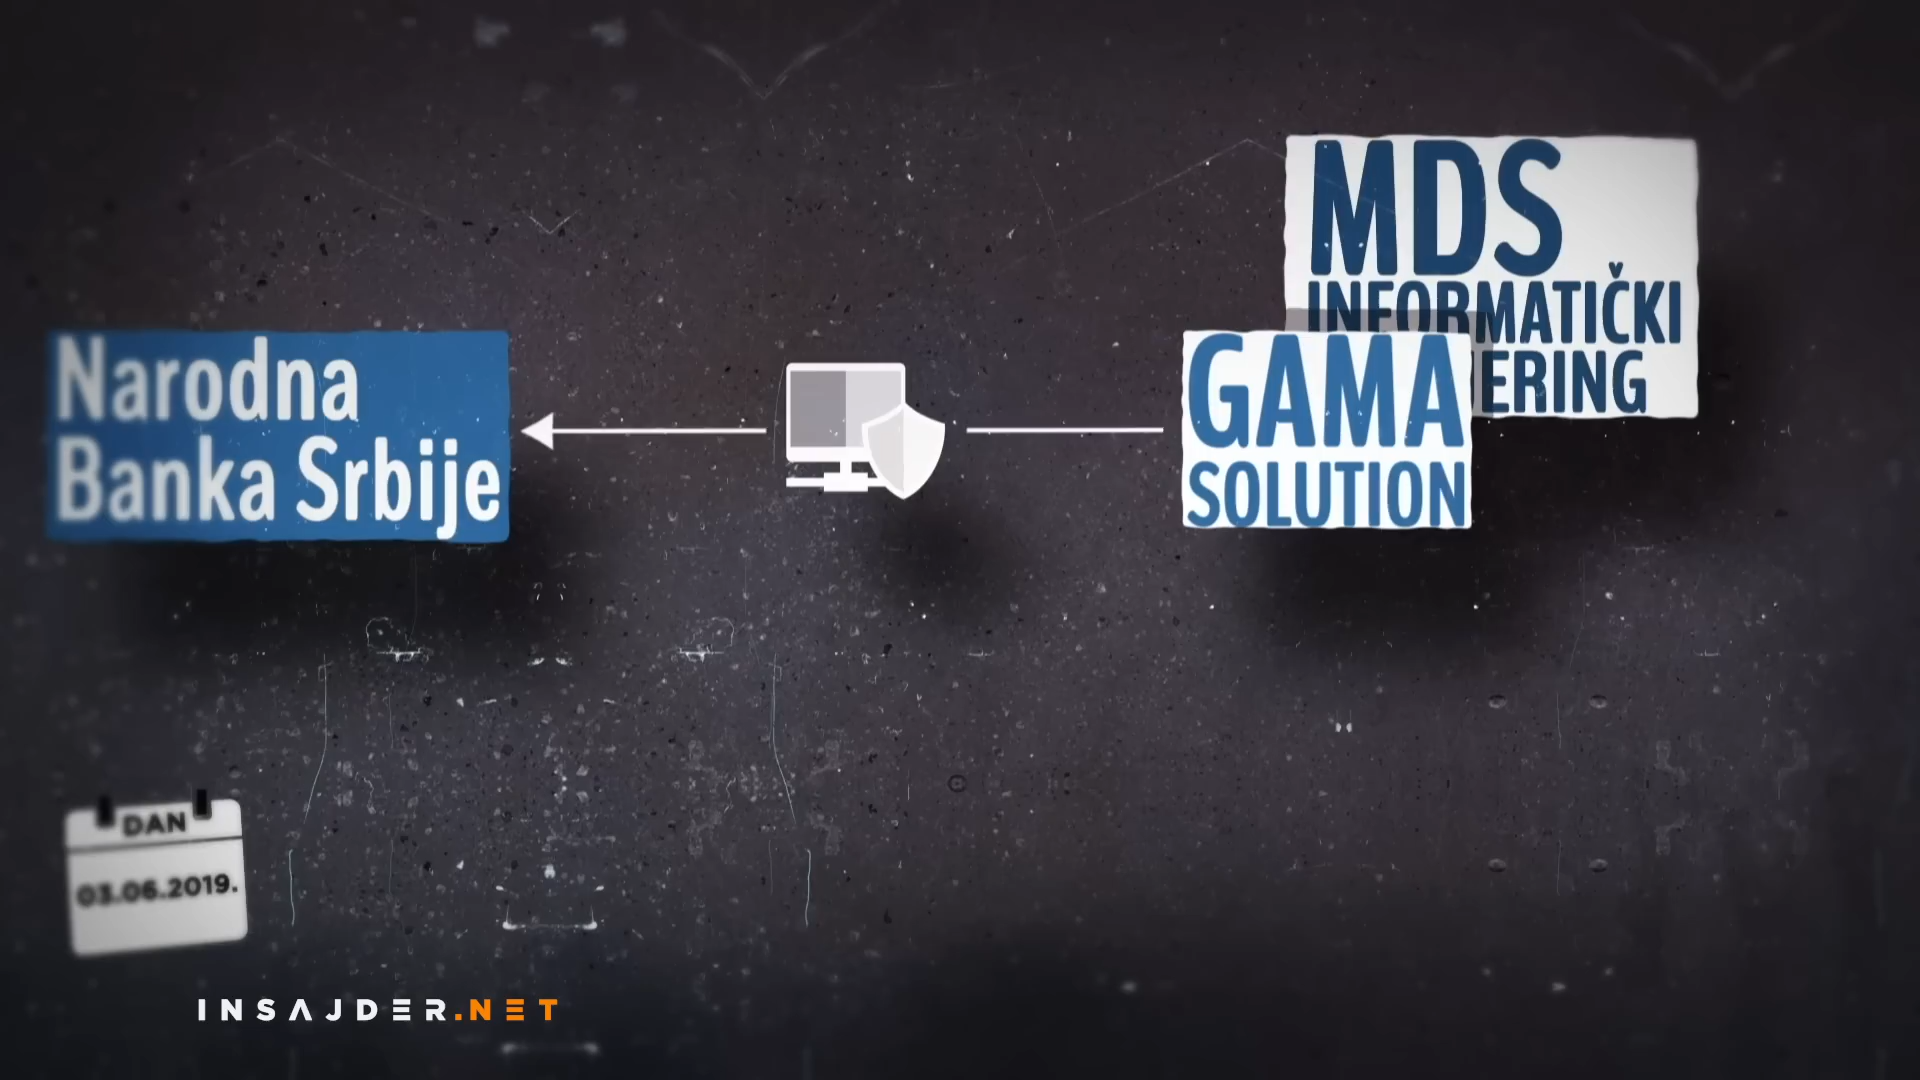 Narodna
Banka Srbije
MDS
INFORMATIČKI
ERING
GAMA
SOLUTION
DAN
03.06.2019.
INSAJDER.NET